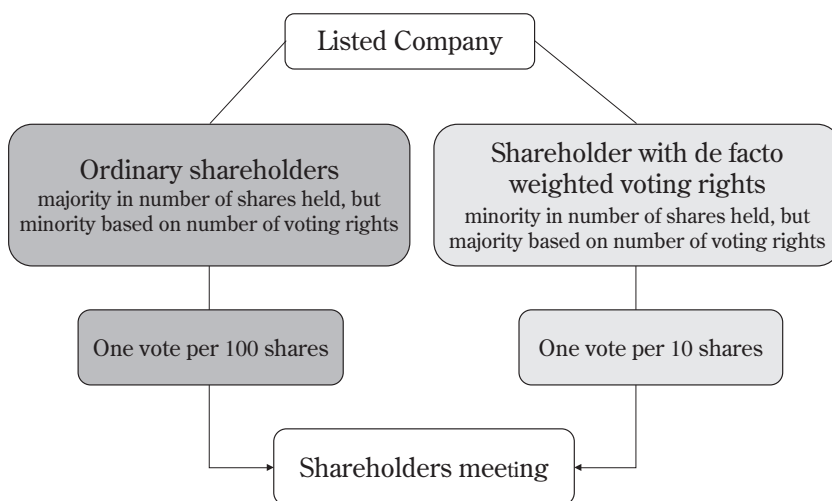 Listed Company
Ordinary shareholders
majority in number of shares held, but
minority based on number of voting rights
Shareholder with de facto
weighted voting rights
minority in number of shares held, but
majority based on number of voting rights
One vote per 100 shares
One vote per 10 shares
Shareholders meeting